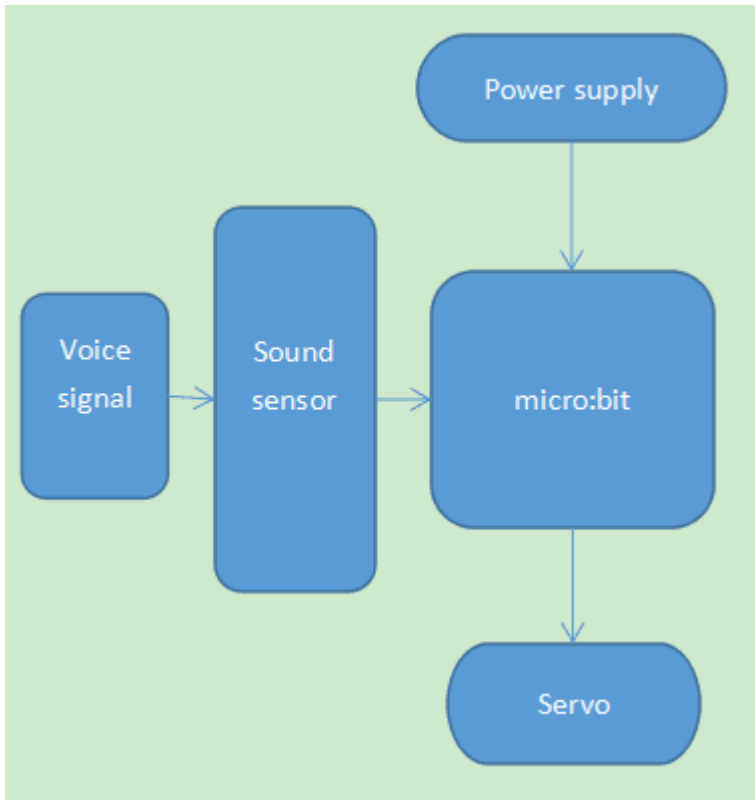 Power supply
Voice
signal
Sound
sensor
micro:bit
Servo